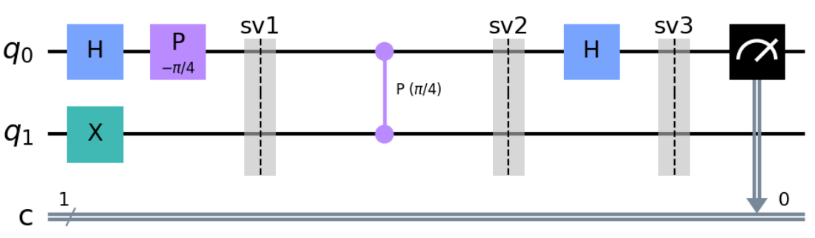 sv1 sv2 sv3
q0 H P -π/4 H
P (π/4)
q1 X
1 0
c